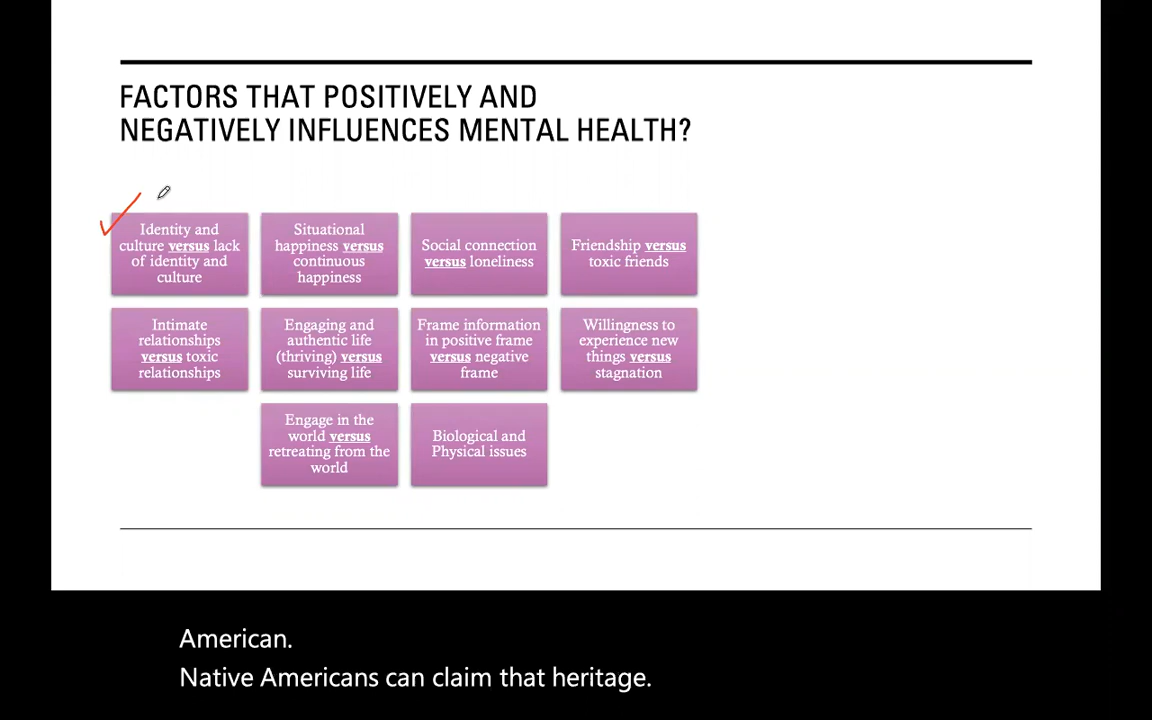 FACTORS THAT POSITIVELY AND
NEGATIVELY INFLUENCES MENTAL HEALTH?
Identity and
culture versus lack
of identity and
culture
Situational
happiness versus
continuous
happiness
Social connection
versus loneliness
Friendship versus
toxic friends
Intimate
relationships
versus toxic
relationships
Engaging and
authentic life
(thriving) versus
surviving life
Frame information
in positive frame
versus negative
frame
Willingness to
experience new
things versus
stagnation
Engage in the
world versus
retreating from the
world
Biological and
Physical issues
American.
Native Americans can claim that heritage.